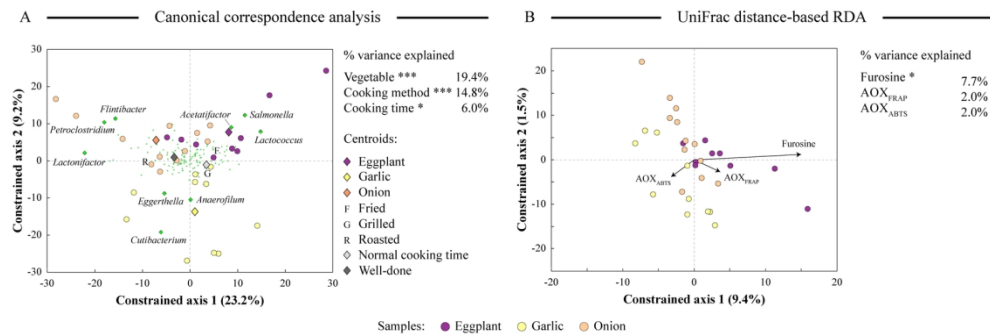 A
Canonical correspondence analysis
B
UniFrac distance-based RDA
30
20
10
0
-10
-20
-30
-30
-20
-10
0
10
20
30
Constrained axis 2 (9.2%)
Constrained axis 1 (23.2%)
Flintibacter
Petroclostridium
Lactonifactor
Acetatifactor
Salmonella
Lactococcus
F
R
G
Eggerthella
Anaerofilum
Cutibacterium
% variance explained
Vegetable *** 19.4%
Cooking method *** 14.8%
Cooking time * 6.0%
Centroids:
Eggplant
Garlic
Onion
F Fried
G Grilled
R Roasted
Normal cooking time
Well-done
20
10
0
-10
-20
-20
-10
0
10
20
Constrained axis 2 (1.5%)
Constrained axis 1 (9.4%)
Furosine
AOXABTS
AOXFRAP
% variance explained
Furosine * 7.7%
AOXFRAP 2.0%
AOXABTS 2.0%
Samples: Eggplant Garlic Onion